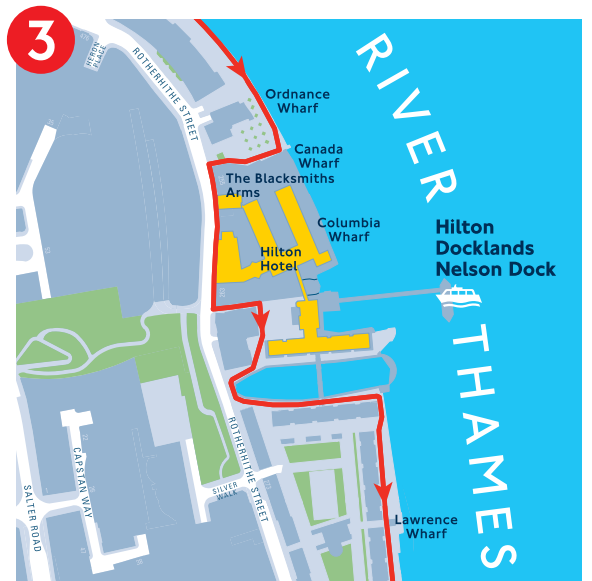 3
HERON
PLACE
ROTHERHITHE STREET
RIVER
Ordnance
Wharf
Canada
Wharf
The Blacksmiths
Arms
Columbia
Wharf
Hilton
Docklands
Nelson Dock
Hilton
Hotel
THAMES
ROTHERHITHE STREET
CAPSTAN WAY
SILVER
WALK
SALTER ROAD
Lawrence
Wharf